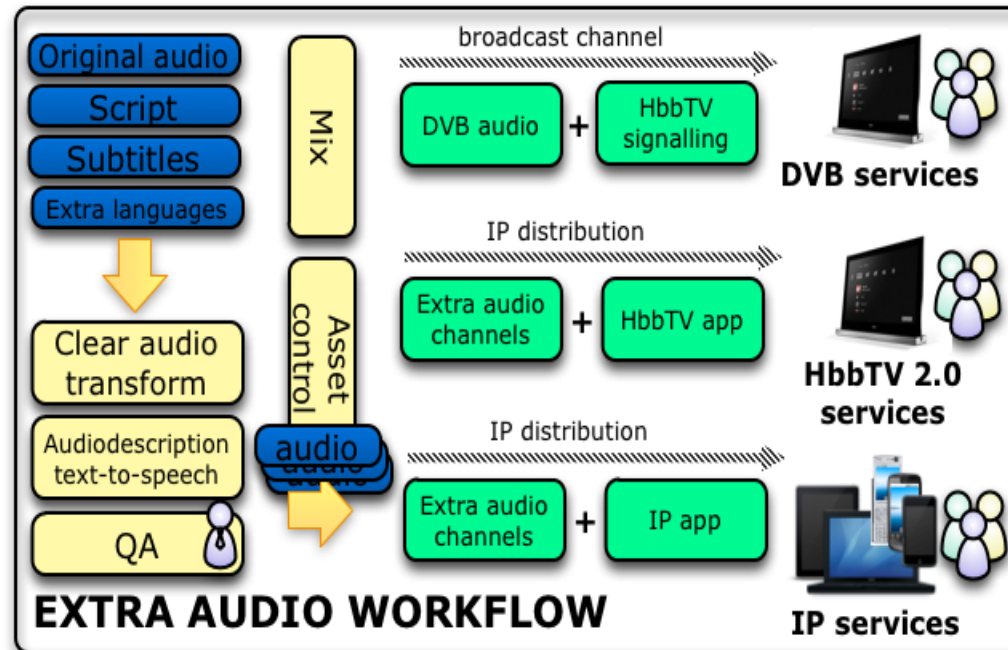 Original audio
Script
Subtitles
Extra languages
Clear audio
transform
Audiodescription
text-to-speech
QA
Mix
Asset
control
audio
audio
audio
broadcast channel
DVB audio
+
HbbTV
signalling
DVB services
IP distribution
Extra audio
channels
+
HbbTV app
HbbTV 2.0
services
IP distribution
Extra audio
channels
+
IP app
IP services
EXTRA AUDIO WORKFLOW